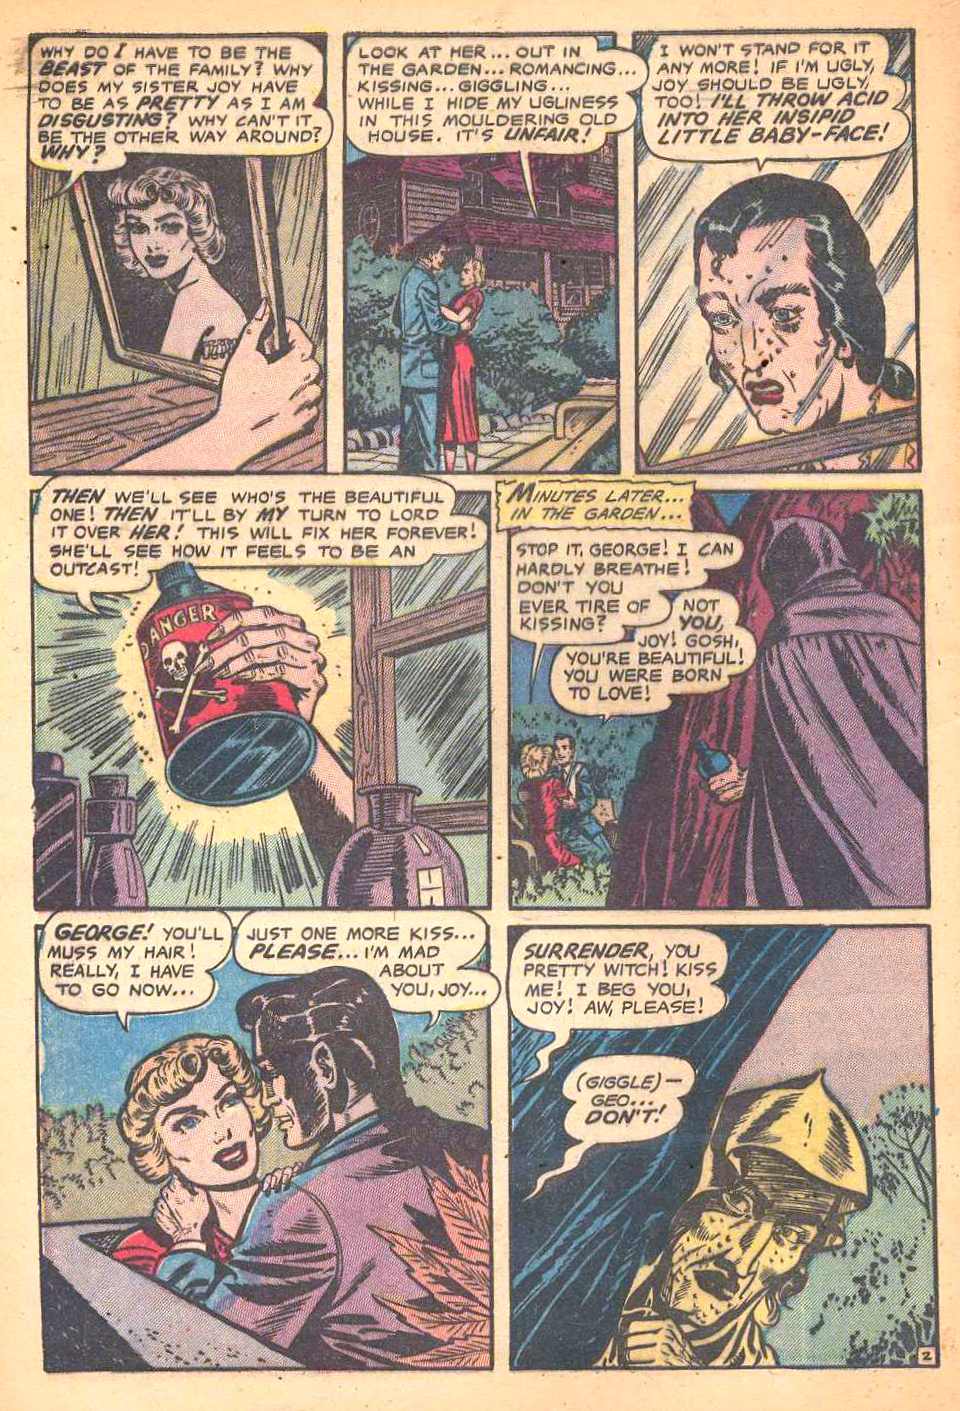 WHY DO I HAVE TO BE THE
BEAST OF THE FAMILY? WHY
DOES MY SISTER JOY HAVE
TO BE AS PRETTY AS I AM
DISGUSTING? WHY CAN'T IT
BE THE OTHER WAY AROUND?
WHY?
LOOK AT HER... OUT IN
THE GARDEN... ROMANCING...
KISSING... GIGGLING...
WHILE I HIDE MY UGLINESS
IN THIS MOULDERING OLD
HOUSE. IT'S UNFAIR!
I WON'T STAND FOR IT
ANY MORE! IF I'M UGLY,
JOY SHOULD BE UGLY,
TOO! I'LL THROW ACID
INTO HER INSIPID
LITTLE BABY-FACE!
THEN WE'LL SEE WHO'S THE BEAUTIFUL
ONE! THEN IT'LL BY MY TURN TO LORD
IT OVER HER! THIS WILL FIX HER FOREVER!
SHE'LL SEE HOW IT FEELS TO BE AN
OUTCAST!
DANGER
MINUTES LATER...
IN THE GARDEN...
STOP IT, GEORGE! I CAN
HARDLY BREATHE!
DON'T YOU
EVER TIRE OF
KISSING?
NOT
YOU,
JOY! GOSH,
YOU'RE BEAUTIFUL!
YOU WERE BORN
TO LOVE!
GEORGE! YOU'LL
MUSS MY HAIR!
REALLY, I HAVE
TO GO NOW...
JUST ONE MORE KISS...
PLEASE... I'M MAD
ABOUT
YOU, JOY...
SURRENDER, YOU
PRETTY WITCH! KISS
ME! I BEG YOU,
JOY! AW, PLEASE!
(GIGGLE)—
GEO...
DON'T!
2